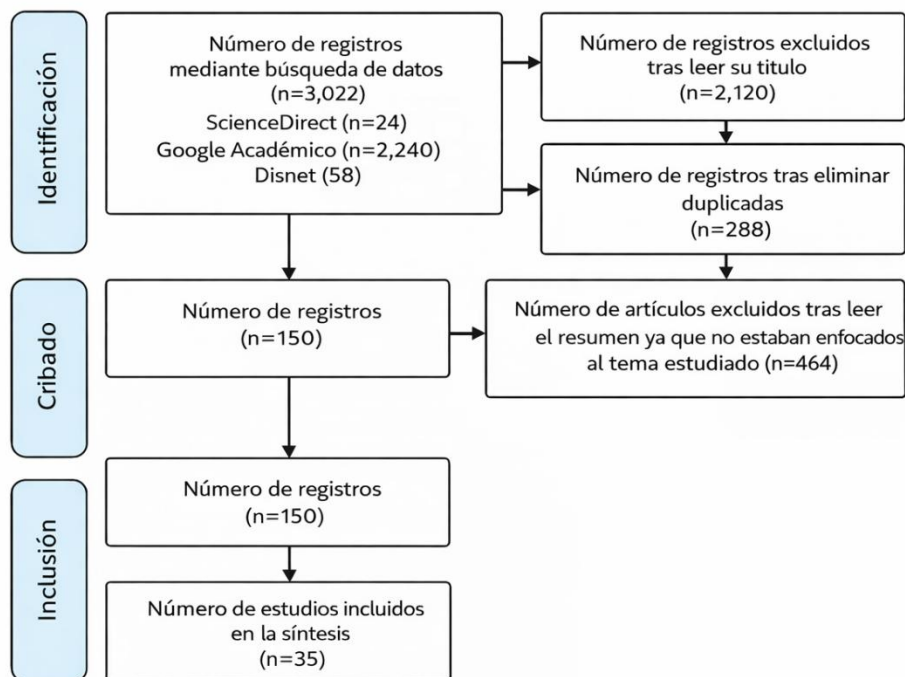 Identificación
Número de registros
mediante búsqueda de datos
(n=3,022)
ScienceDirect (n=24)
Google Académico (n=2,240)
Disnet (58)
Número de registros excluidos
tras leer su titulo
(n=2,120)
Número de registros tras eliminar
duplicadas
(n=288)
Cribado
Número de registros
(n=150)
Número de artículos excluidos tras leer
el resumen ya que no estaban enfocados
al tema estudiado (n=464)
Inclusión
Número de registros
(n=150)
Número de estudios incluidos
en la síntesis
(n=35)